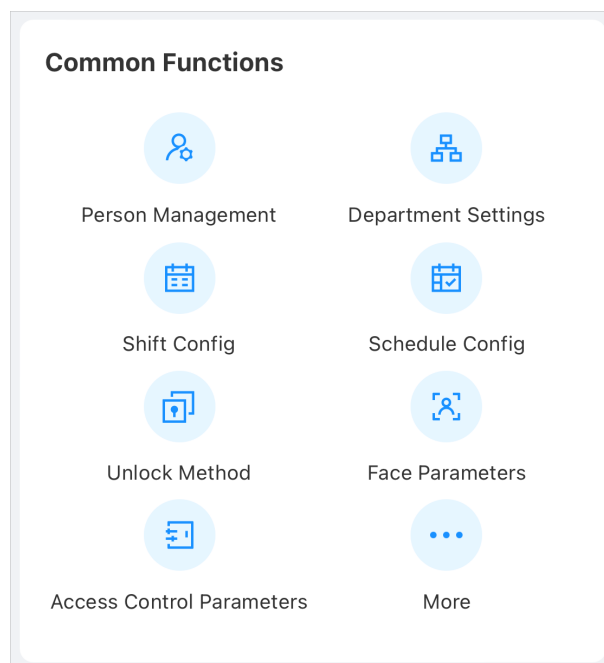 Common Functions
Person Management
Department Settings
Shift Config
Schedule Config
Unlock Method
Face Parameters
Access Control Parameters
More